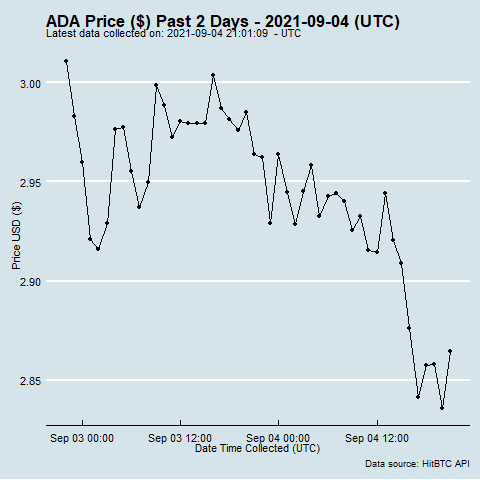 ADA Price ($) Past 2 Days - 2021-09-04 (UTC)
Latest data collected on: 2021-09-04 21:01:09  - UTC
Price USD ($)
3.00
2.95
2.90
2.85
Sep 03 00:00
Sep 03 12:00
Sep 04 00:00
Sep 04 12:00
Date Time Collected (UTC)
Data source: HitBTC API